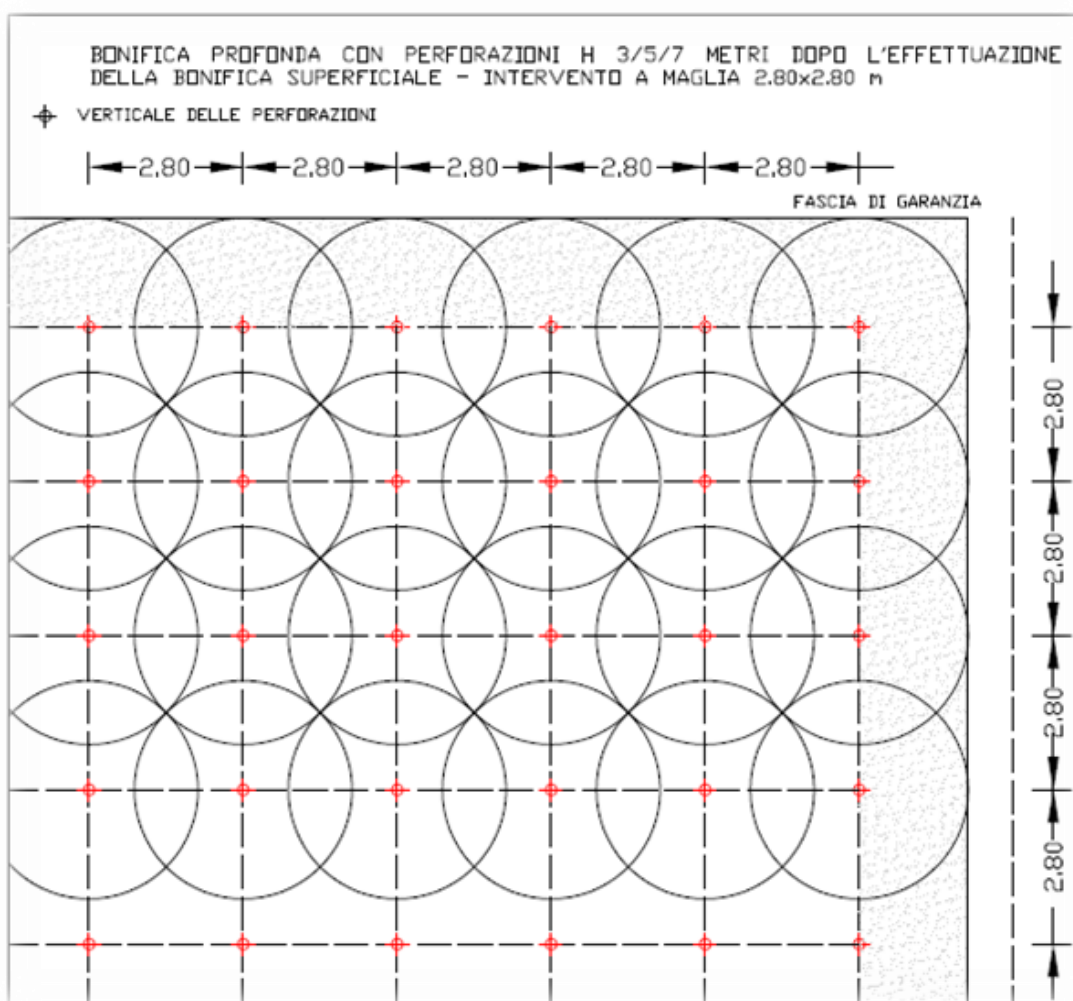 BONIFICA PROFONDA CON PERFORAZIONI H 3/5/7 METRI DOPO L'EFFETTUAZIONE
DELLA BONIFICA SUPERFICIALE - INTERVENTO A MAGLIA 2.80x2.80 m
VERTICALE DELLE PERFORAZIONI
2,80 2,80 2,80 2,80 2,80
FASCIA DI GARANZIA
2,80
2,80
2,80
2,80